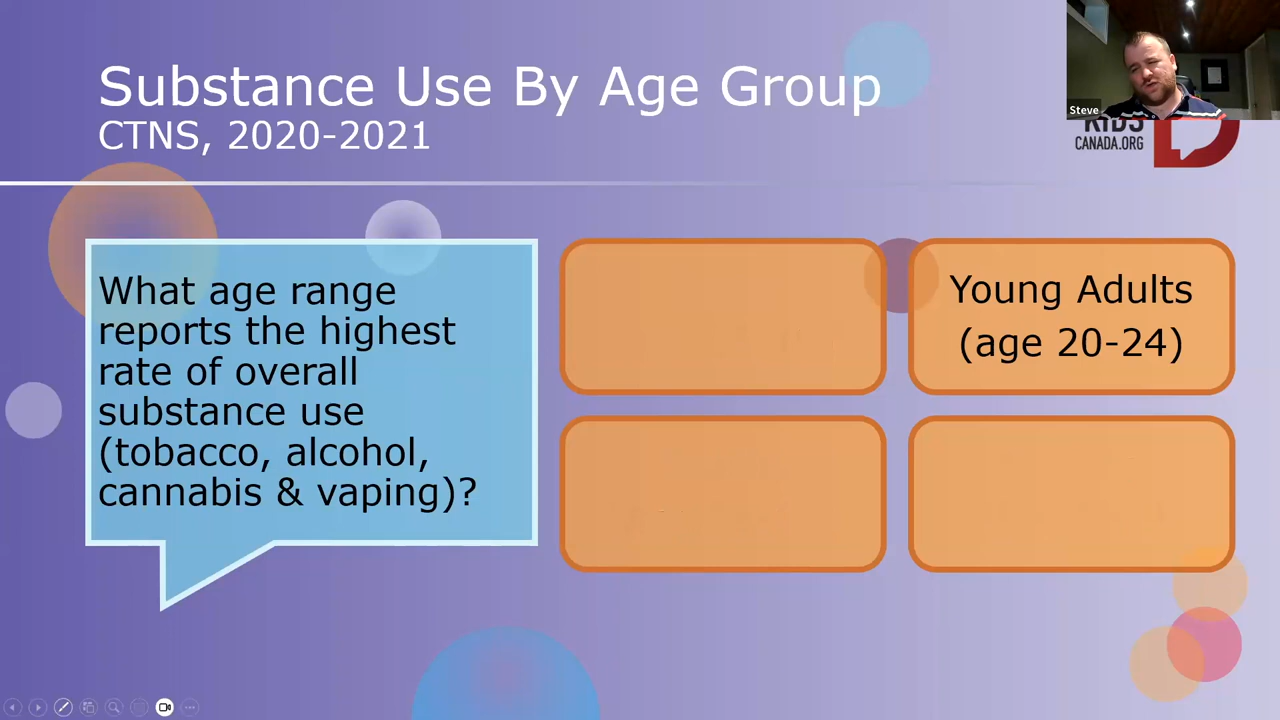 Substance Use By Age Group
CTNS, 2020-2021
Steve
KIDS
CANADA.ORG
What age range
reports the highest
rate of overall
substance use
(tobacco, alcohol,
cannabis & vaping)?
Young Adults
(age 20-24)